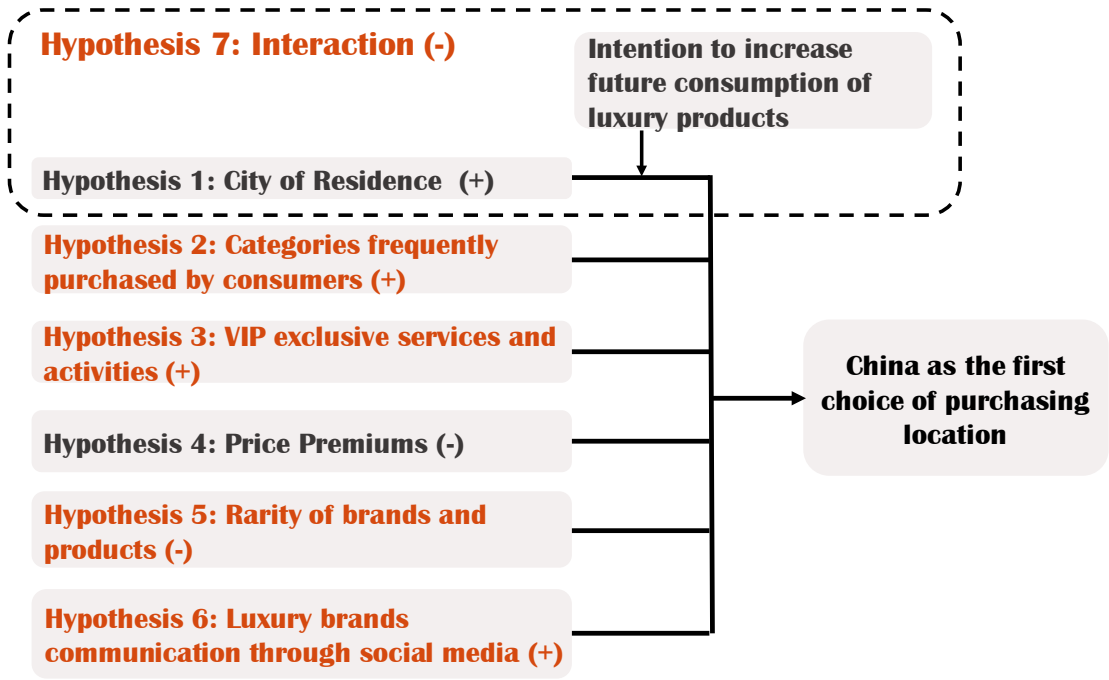 Hypothesis 7: Interaction (-)
Intention to increase
future consumption of
luxury products
Hypothesis 1: City of Residence (+)
Hypothesis 2: Categories frequently
purchased by consumers (+)
Hypothesis 3: VIP exclusive services and
activities (+)
Hypothesis 4: Price Premiums (-)
Hypothesis 5: Rarity of brands and
products (-)
Hypothesis 6: Luxury brands
communication through social media (+)
China as the first
choice of purchasing
location